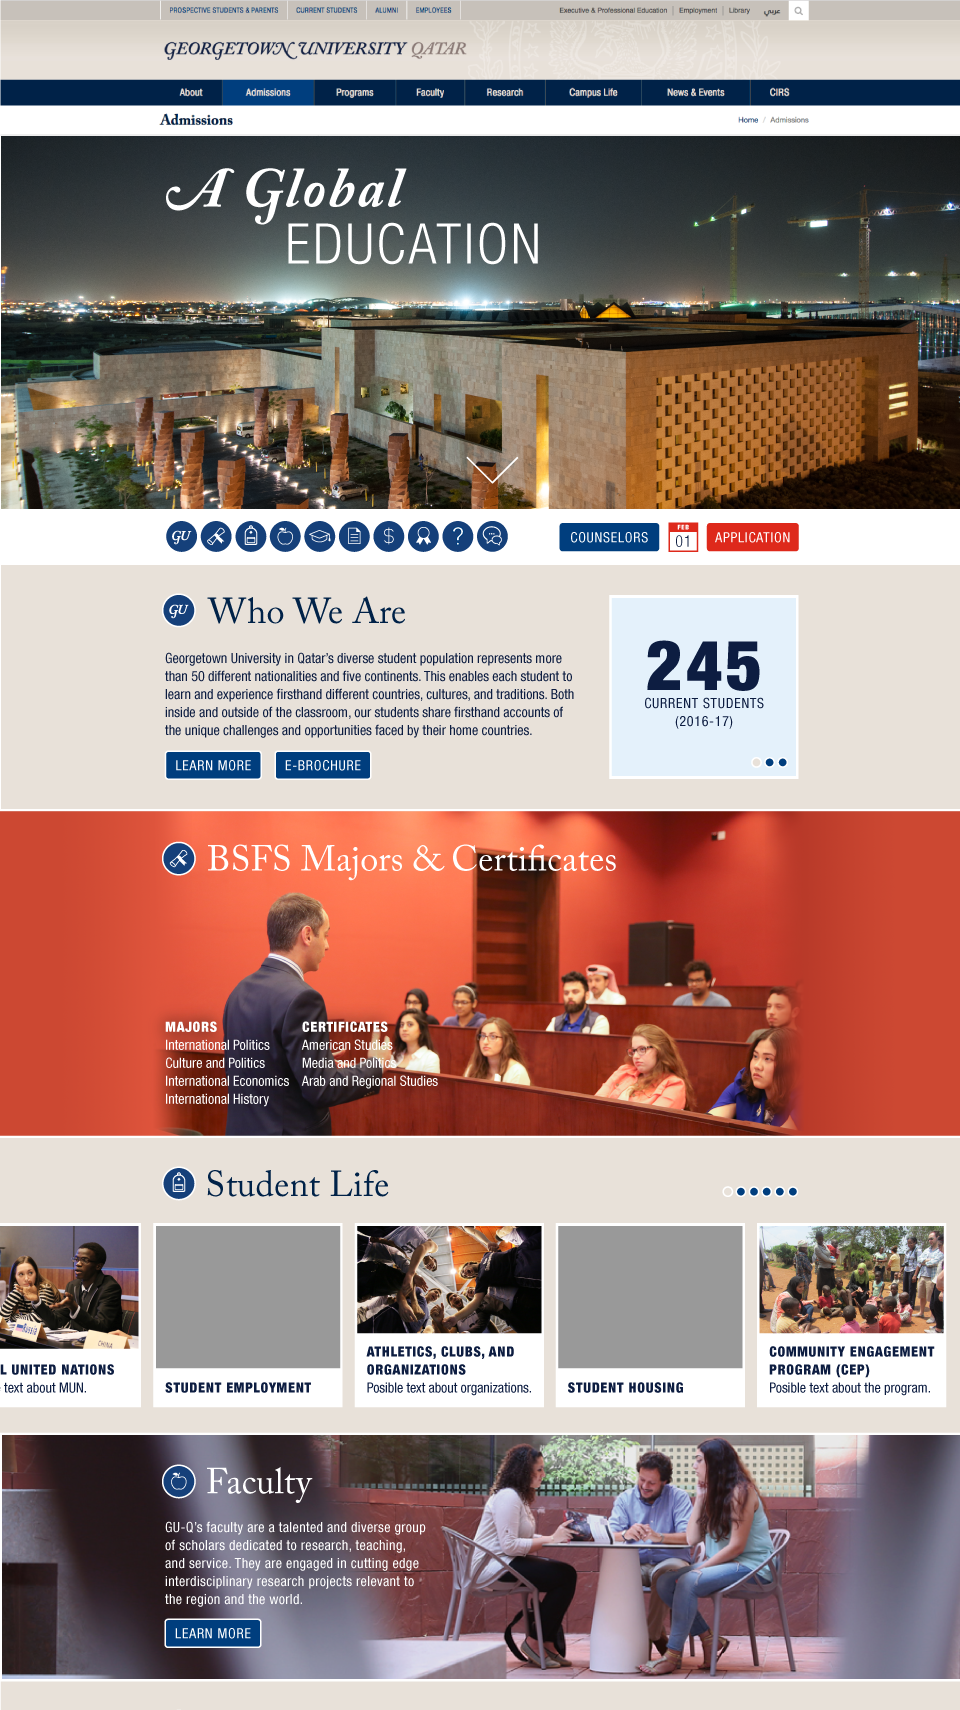 PROSPECTIVE STUDENTS & PARENTS
CURRENT STUDENTS
ALUMNI
EMPLOYEES
Executive & Professional Education
Employment
Library
عربي
GEORGETOWN UNIVERSITY QATAR
About
Admissions
Programs
Faculty
Research
Campus Life
News & Events
CIRS
Admissions
Home / Admissions
A Global
EDUCATION
GU
$
?
COUNSELORS
FEB
01
APPLICATION
GU
Who We Are
Georgetown University in Qatar's diverse student population represents more
than 50 different nationalities and five continents. This enables each student to
learn and experience firsthand different countries, cultures, and traditions. Both
inside and outside of the classroom, our students share firsthand accounts of
the unique challenges and opportunities faced by their home countries.
LEARN MORE
E-BROCHURE
245
CURRENT STUDENTS
(2016-17)
BSFS Majors & Certificates
MAJORS
International Politics
Culture and Politics
International Economics
International History
CERTIFICATES
American Studies
Media and Politics
Arab and Regional Studies
Student Life
Russia
CHINA
L UNITED NATIONS
text about MUN.
STUDENT EMPLOYMENT
ATHLETICS, CLUBS, AND
ORGANIZATIONS
Posible text about organizations.
STUDENT HOUSING
COMMUNITY ENGAGEMENT
PROGRAM (CEP)
Posible text about the program.
Faculty
GU-Q's faculty are a talented and diverse group
of scholars dedicated to research, teaching,
and service. They are engaged in cutting edge
interdisciplinary research projects relevant to
the region and the world.
LEARN MORE